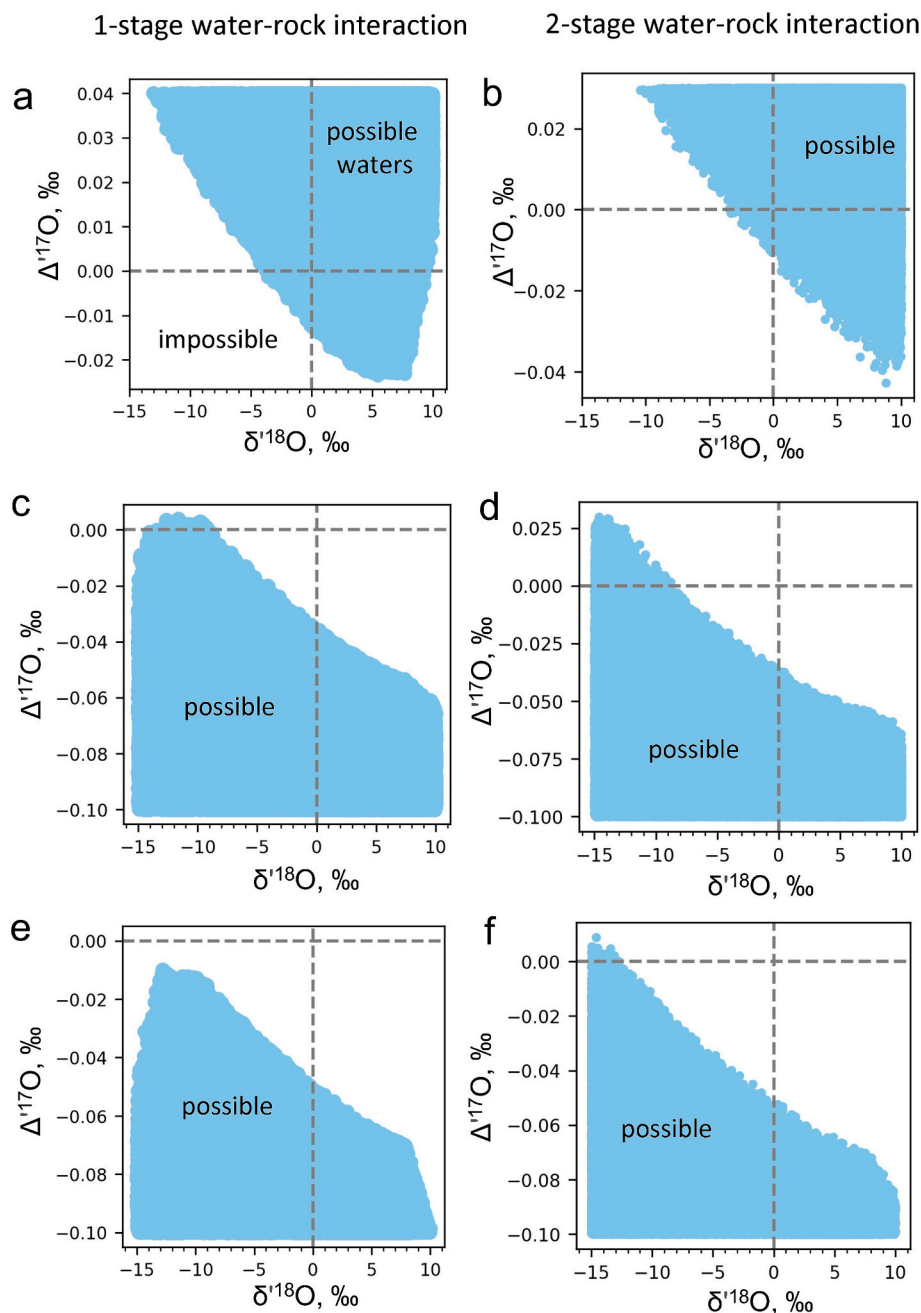 1-stage water-rock interaction
2-stage water-rock interaction
a
0.04
0.03
0.02
0.01
0.00
−0.01
−0.02
Δ'¹⁷O, ‰
possible
waters
impossible
−15
−10
−5
0
5
10
δ'¹⁸O, ‰
b
0.02
0.00
−0.02
−0.04
Δ'¹⁷O, ‰
possible
−15
−10
−5
0
5
10
δ'¹⁸O, ‰
c
0.00
−0.02
−0.04
−0.06
−0.08
−0.10
Δ'¹⁷O, ‰
possible
−15
−10
−5
0
5
10
δ'¹⁸O, ‰
d
0.025
0.000
−0.025
−0.050
−0.075
−0.100
Δ'¹⁷O, ‰
possible
−15
−10
−5
0
5
10
δ'¹⁸O, ‰
e
0.00
−0.02
−0.04
−0.06
−0.08
−0.10
Δ'¹⁷O, ‰
possible
−15
−10
−5
0
5
10
δ'¹⁸O, ‰
f
0.00
−0.02
−0.04
−0.06
−0.08
−0.10
Δ'¹⁷O, ‰
possible
−15
−10
−5
0
5
10
δ'¹⁸O, ‰